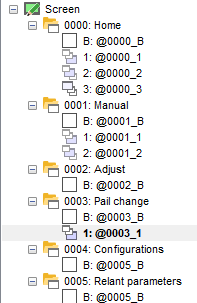 Screen
0000: Home
B: @0000_B
1: @0000_1
2: @0000_2
3: @0000_3
0001: Manual
B: @0001_B
1: @0001_1
2: @0001_2
0002: Adjust
B: @0002_B
0003: Pail change
B: @0003_B
1: @0003_1
0004: Configurations
B: @0005_B
0005: Relant parameters
B: @0005_B